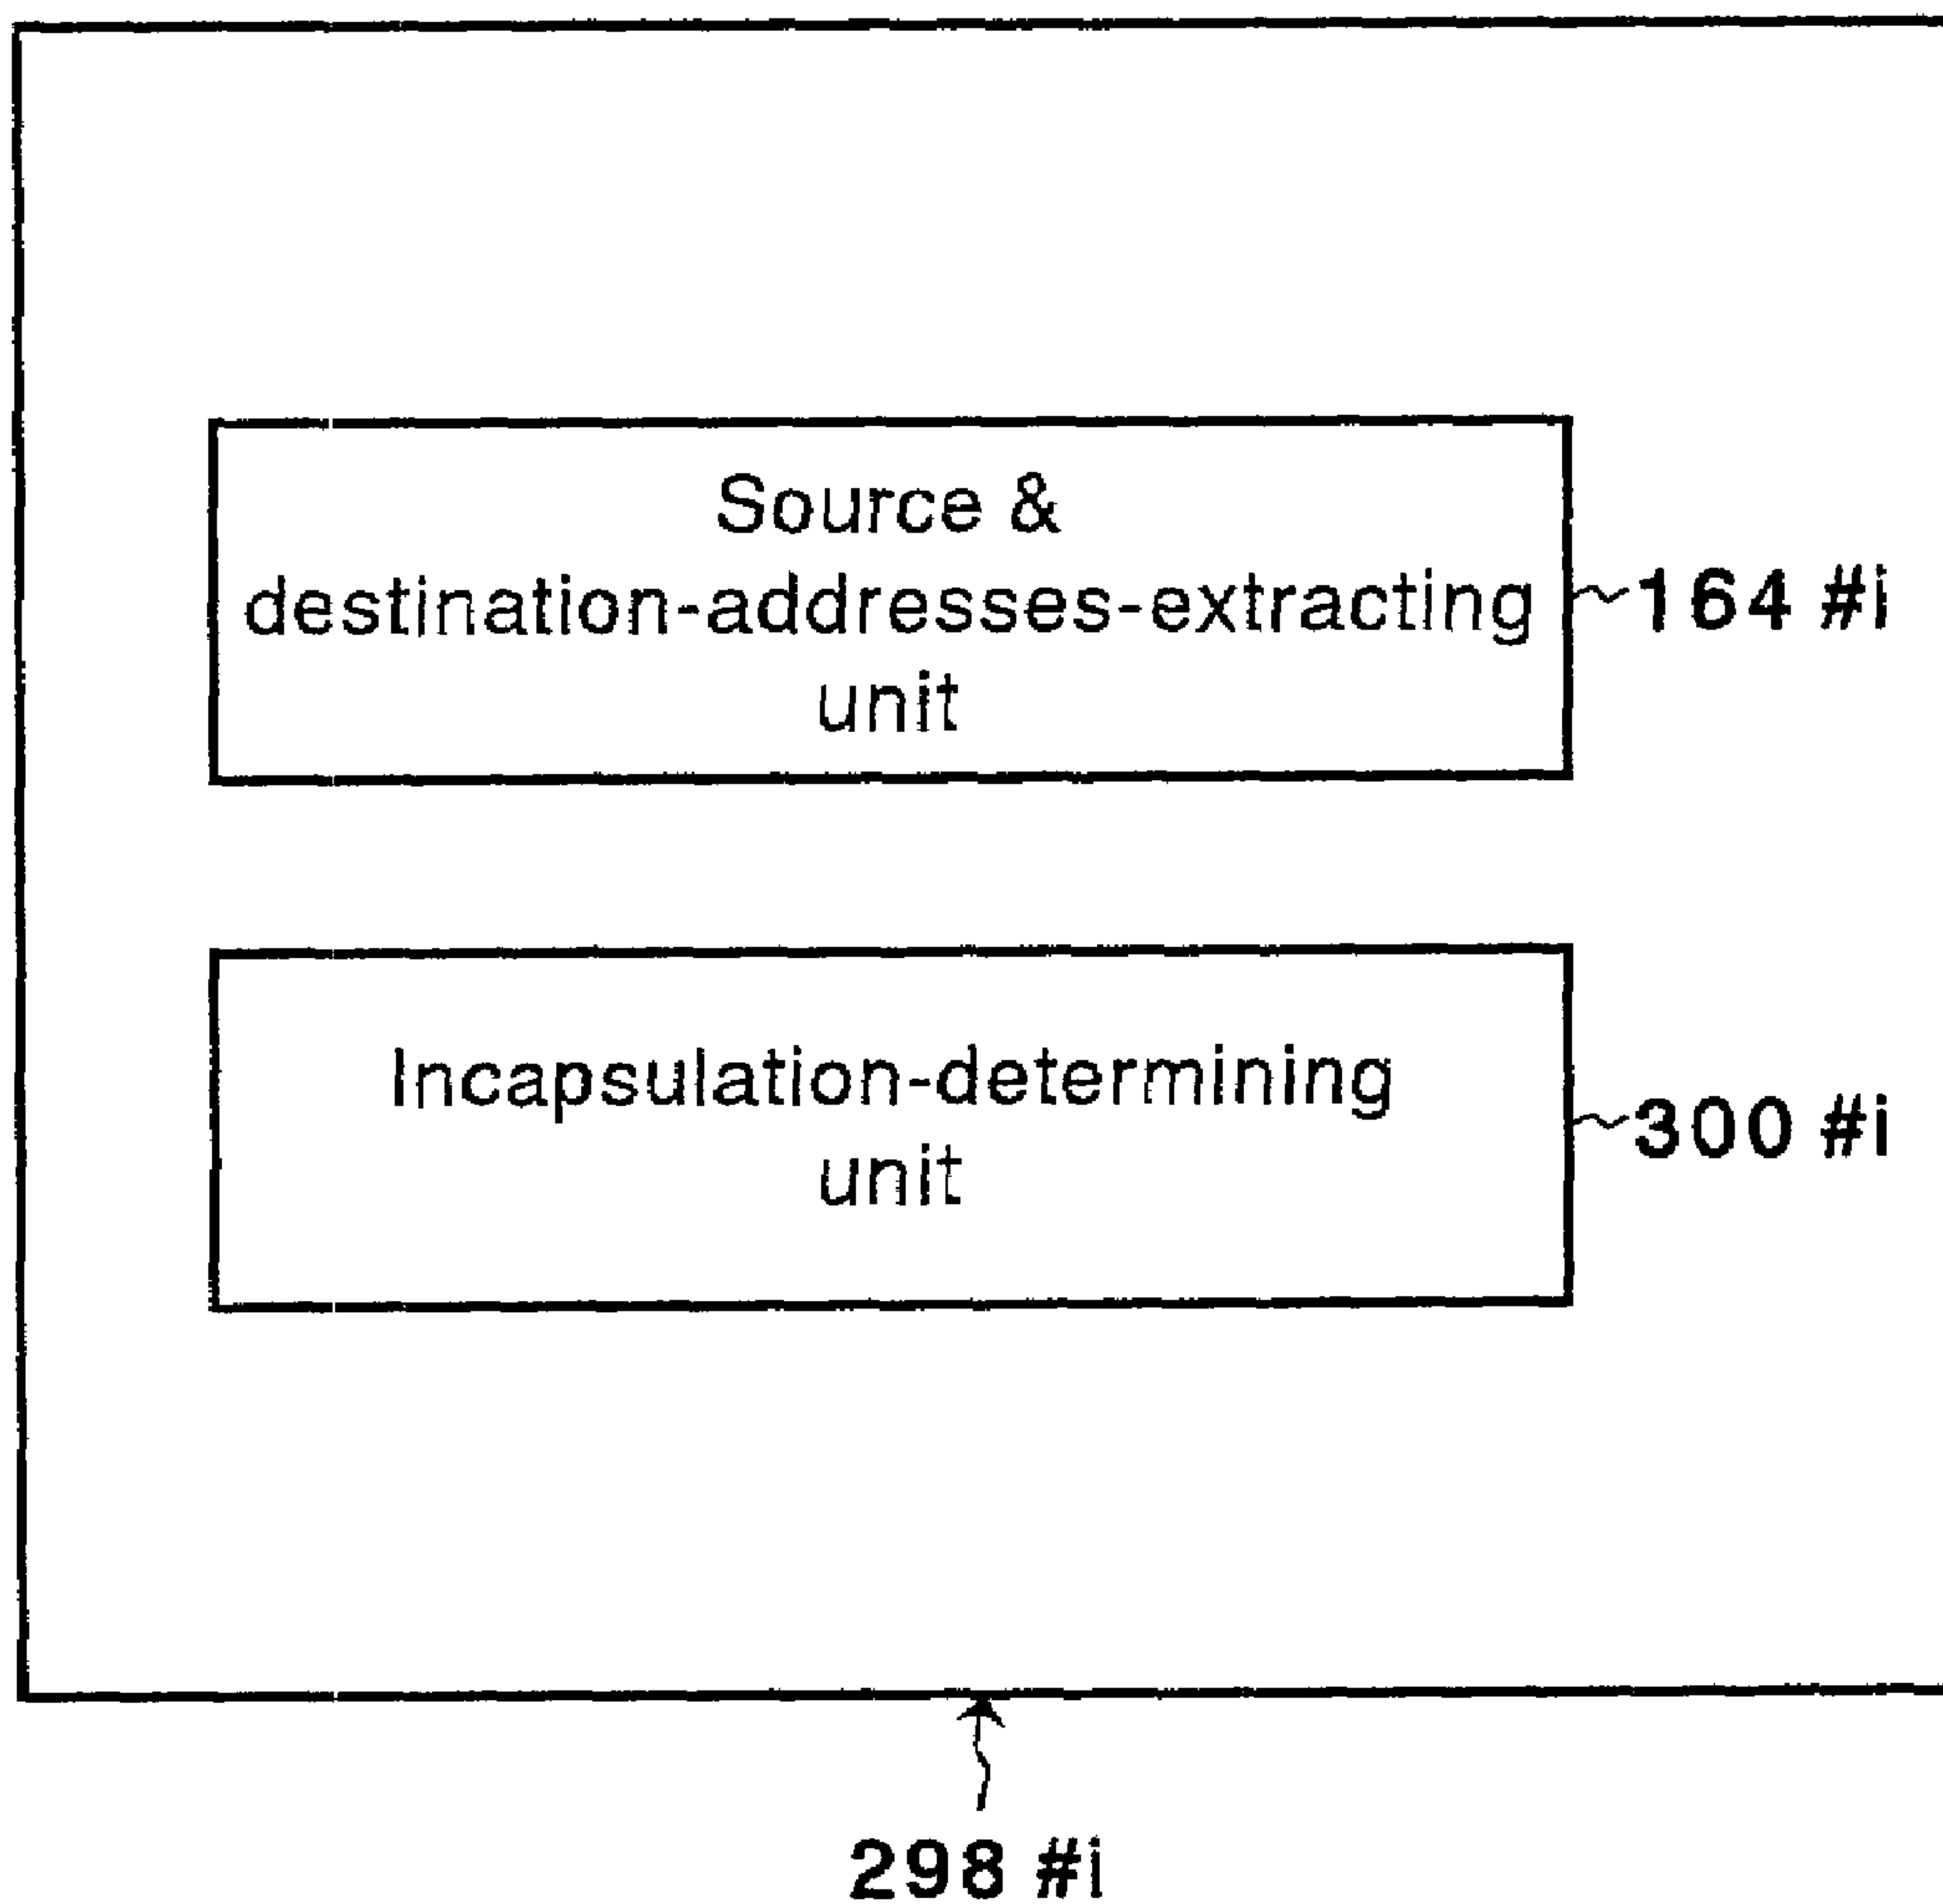 Source &
destination-addresses-extracting
unit
164 #i
Incapsulation-determining
unit
300 #i
298 #i